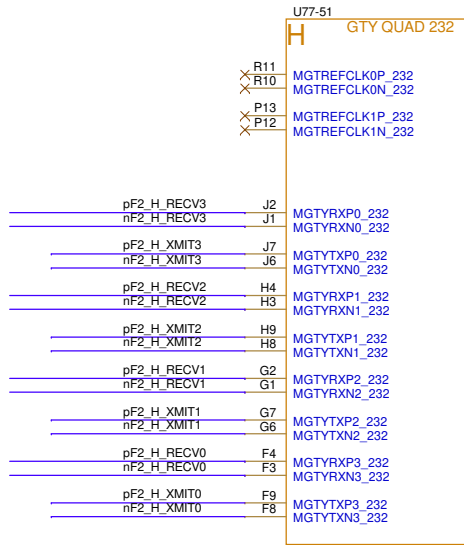 U77-51
H GTY QUAD 232
R11 MGTREFCLK0P_232
R10 MGTREFCLK0N_232
P13 MGTREFCLK1P_232
P12 MGTREFCLK1N_232
pF2_H_RECV3 J2 MGTYRXP0_232
nF2_H_RECV3 J1 MGTYRXN0_232
pF2_H_XMIT3 J7 MGTYTXP0_232
nF2_H_XMIT3 J6 MGTYTXN0_232
pF2_H_RECV2 H4 MGTYRXP1_232
nF2_H_RECV2 H3 MGTYRXN1_232
pF2_H_XMIT2 H9 MGTYTXP1_232
nF2_H_XMIT2 H8 MGTYTXN1_232
pF2_H_RECV1 G2 MGTYRXP2_232
nF2_H_RECV1 G1 MGTYRXN2_232
pF2_H_XMIT1 G7 MGTYTXP2_232
nF2_H_XMIT1 G6 MGTYTXN2_232
pF2_H_RECV0 F4 MGTYRXP3_232
nF2_H_RECV0 F3 MGTYRXN3_232
pF2_H_XMIT0 F9 MGTYTXP3_232
nF2_H_XMIT0 F8 MGTYTXN3_232